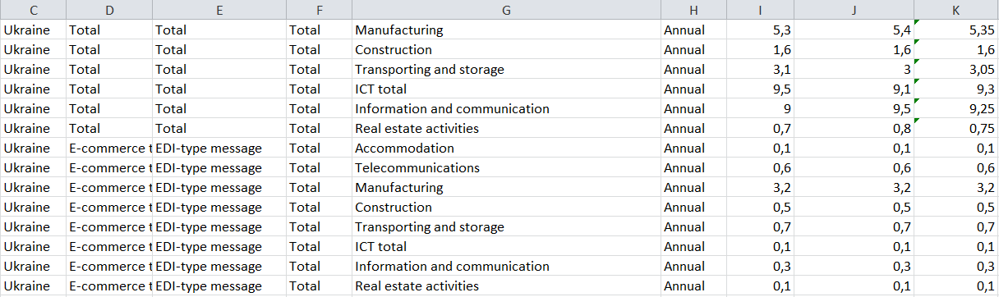 C D E F G H I J K
Ukraine Total Total Total Manufacturing Annual 5,3 5,4 5,35
Ukraine Total Total Total Construction Annual 1,6 1,6 1,6
Ukraine Total Total Total Transporting and storage Annual 3,1 3 3,05
Ukraine Total Total Total ICT total Annual 9,5 9,1 9,3
Ukraine Total Total Total Information and communication Annual 9 9,5 9,25
Ukraine Total Total Total Real estate activities Annual 0,7 0,8 0,75
Ukraine E-commerce t EDI-type message Total Accommodation Annual 0,1 0,1 0,1
Ukraine E-commerce t EDI-type message Total Telecommunications Annual 0,6 0,6 0,6
Ukraine E-commerce t EDI-type message Total Manufacturing Annual 3,2 3,2 3,2
Ukraine E-commerce t EDI-type message Total Construction Annual 0,5 0,5 0,5
Ukraine E-commerce t EDI-type message Total Transporting and storage Annual 0,7 0,7 0,7
Ukraine E-commerce t EDI-type message Total ICT total Annual 0,1 0,1 0,1
Ukraine E-commerce t EDI-type message Total Information and communication Annual 0,3 0,3 0,3
Ukraine E-commerce t EDI-type message Total Real estate activities Annual 0,1 0,1 0,1